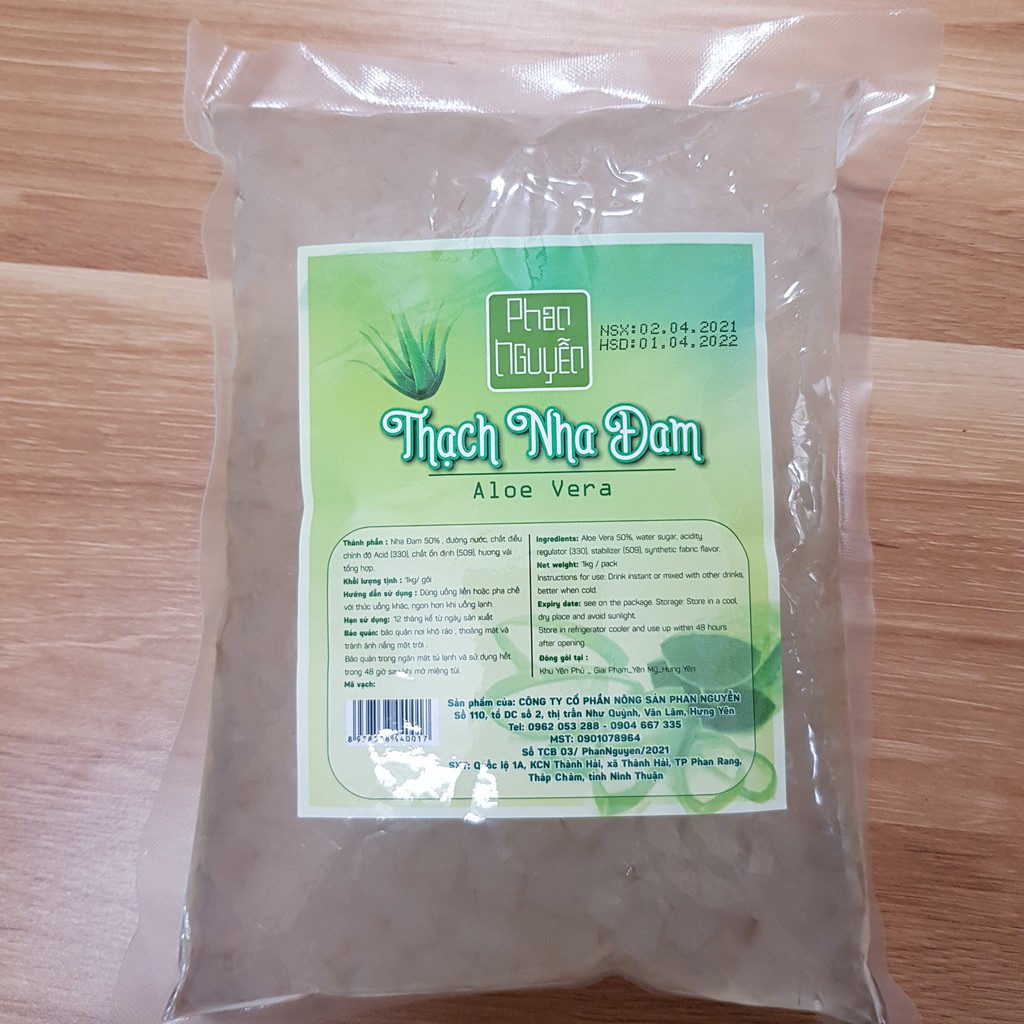 Phan
Nguyễn
NSX:02.04.2021
HSD:01.04.2022
Thạch Nha Đam
Aloe Vera
Thành phần : Nha Đam 50% , đường nước, chất điều
chỉnh độ Acid (330), chất ổn định (509), hương vải
tổng hợp.
Khối lượng tịnh : 1kg/ gói
Hướng dẫn sử dụng : Dùng uống liền hoặc pha chế
với thức uống khác, ngon hơn khi uống lạnh.
Hạn sử dụng: 12 tháng kể từ ngày sản xuất
Bảo quản: bảo quản nơi khô ráo , thoáng mát và
tránh ánh nắng mặt trời .
Bảo quản trong ngăn mát tủ lạnh và sử dụng hết
trong 48 giờ sau khi mở miệng túi.
Mã vạch:
Ingredients: Aloe Vera 50%, water sugar, acidity
regulator (330), stabilizer (509), synthetic fabric flavor.
Net weight: 1kg / pack
Instructions for use: Drink instant or mixed with other drinks,
better when cold.
Expiry date: see on the package. Storage: Store in a cool,
dry place and avoid sunlight.
Store in refrigerator cooler and use up within 48 hours
after opening.
Đóng gói tại :
Khu Yên Phú _ Giai Phạm_Yên Mỹ_Hưng Yên
Sản phẩm của: CÔNG TY CỔ PHẦN NÔNG SẢN PHAN NGUYỄN
Số 110, tổ DC số 2, thị trấn Như Quỳnh, Văn Lâm, Hưng Yên
Tel: 0962 053 288 - 0904 667 335
MST: 0901078964
Số TCB 03/ PhanNguyen/2021
SX7: Quốc lộ 1A, KCN Thành Hải, xã Thành Hải, TP Phan Rang,
Tháp Chàm, tỉnh Ninh Thuận